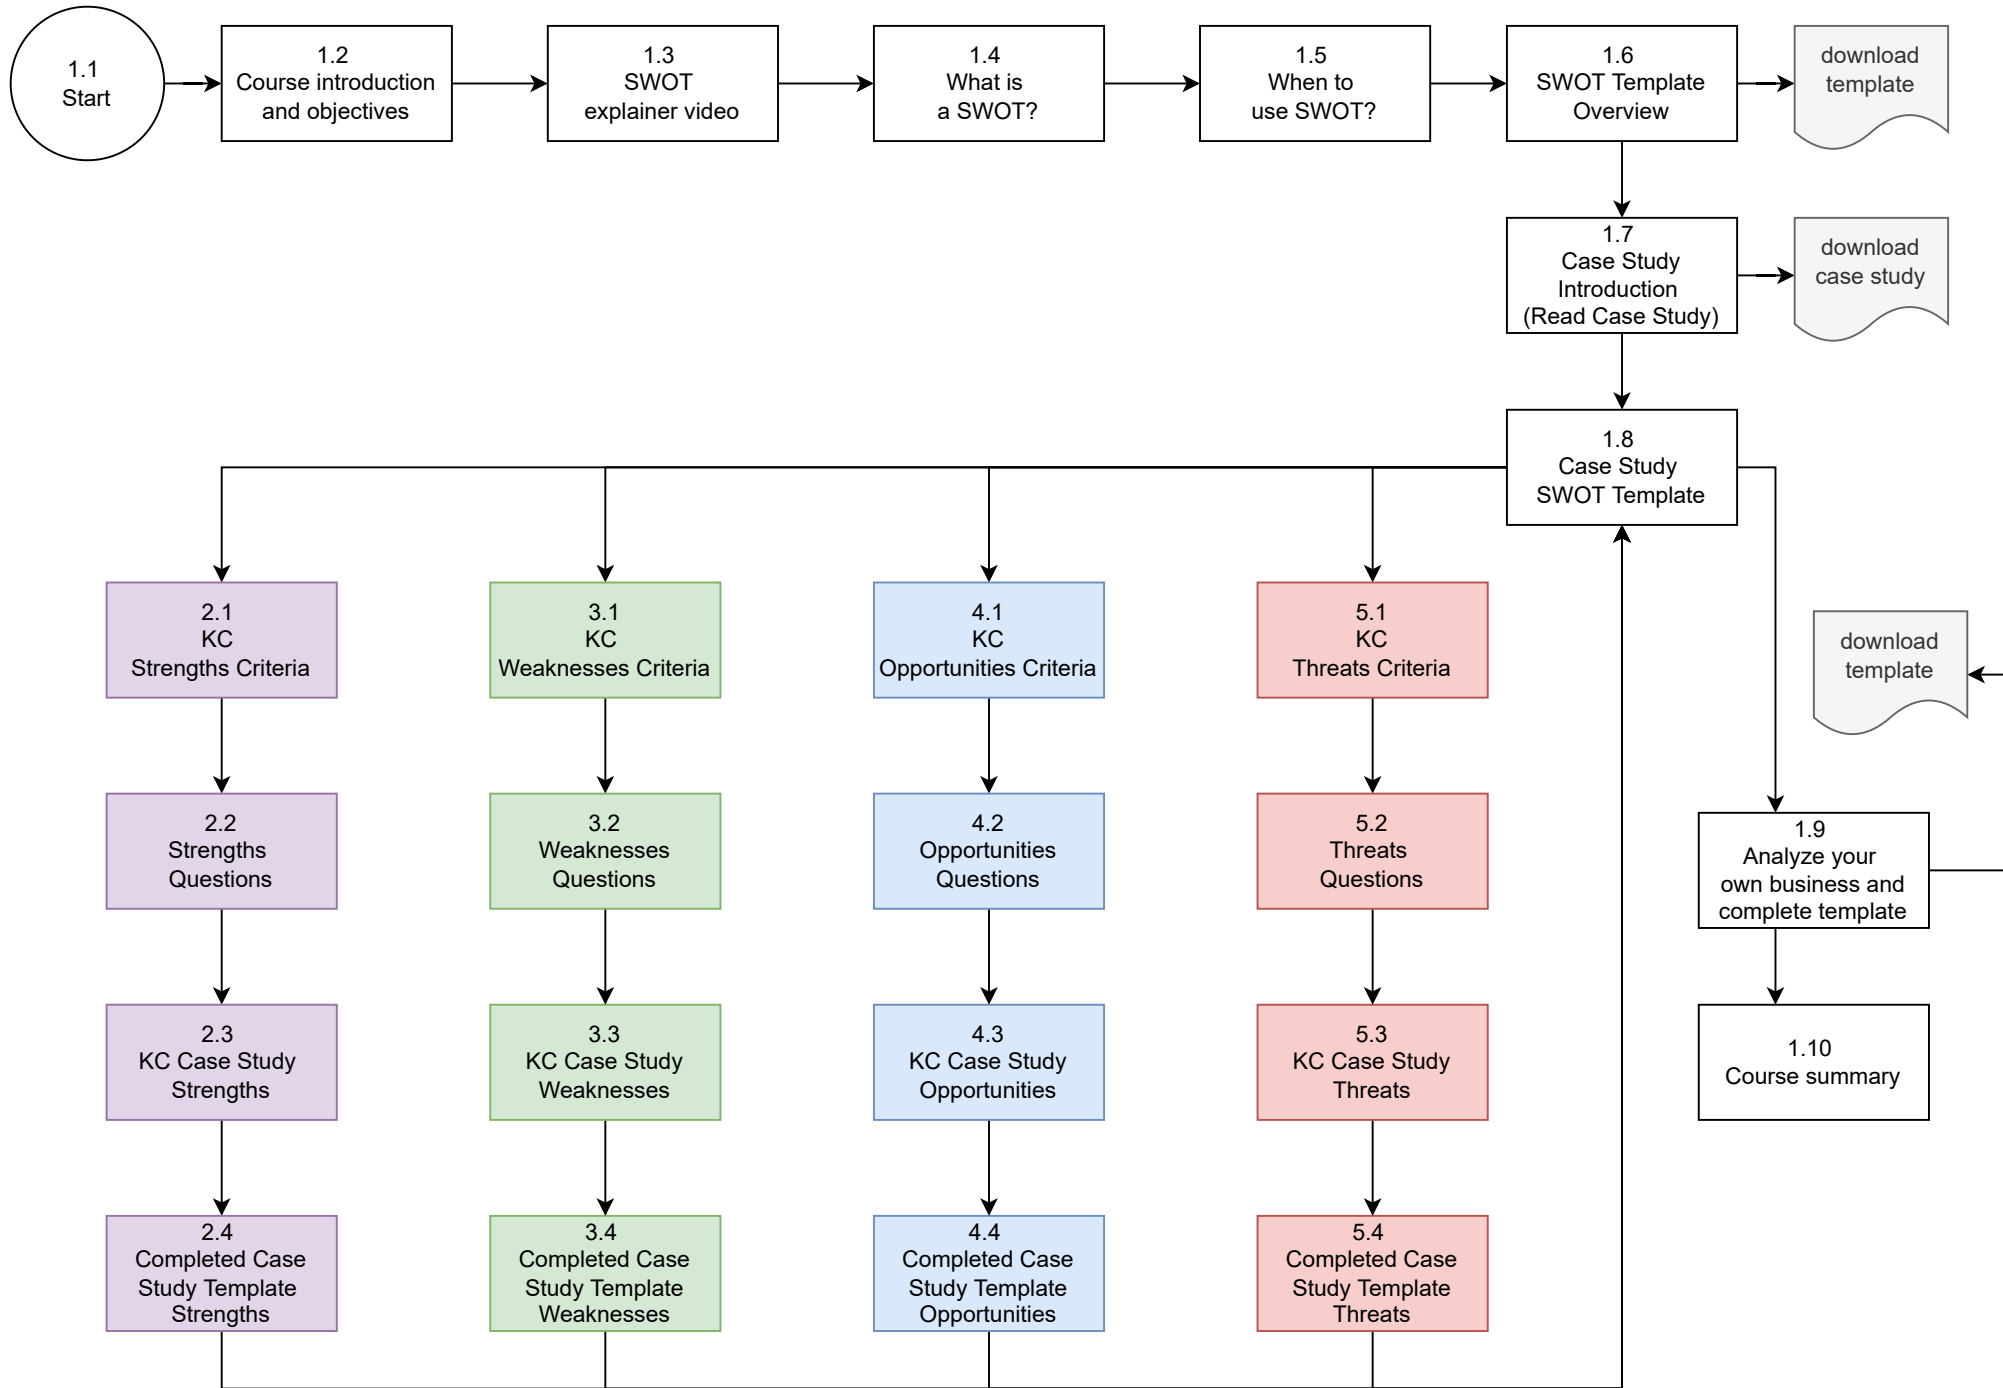 1.1
Start
1.2
Course introduction
and objectives
1.3
SWOT
explainer video
1.4
What is
a SWOT?
1.5
When to
use SWOT?
1.6
SWOT Template
Overview
download
template
1.7
Case Study
Introduction
(Read Case Study)
download
case study
1.8
Case Study
SWOT Template
2.1
KC
Strengths Criteria
3.1
KC
Weaknesses Criteria
4.1
KC
Opportunities Criteria
5.1
KC
Threats Criteria
download
template
2.2
Strengths
Questions
3.2
Weaknesses
Questions
4.2
Opportunities
Questions
5.2
Threats
Questions
1.9
Analyze your
own business and
complete template
2.3
KC Case Study
Strengths
3.3
KC Case Study
Weaknesses
4.3
KC Case Study
Opportunities
5.3
KC Case Study
Threats
1.10
Course summary
2.4
Completed Case
Study Template
Strengths
3.4
Completed Case
Study Template
Weaknesses
4.4
Completed Case
Study Template
Opportunities
5.4
Completed Case
Study Template
Threats